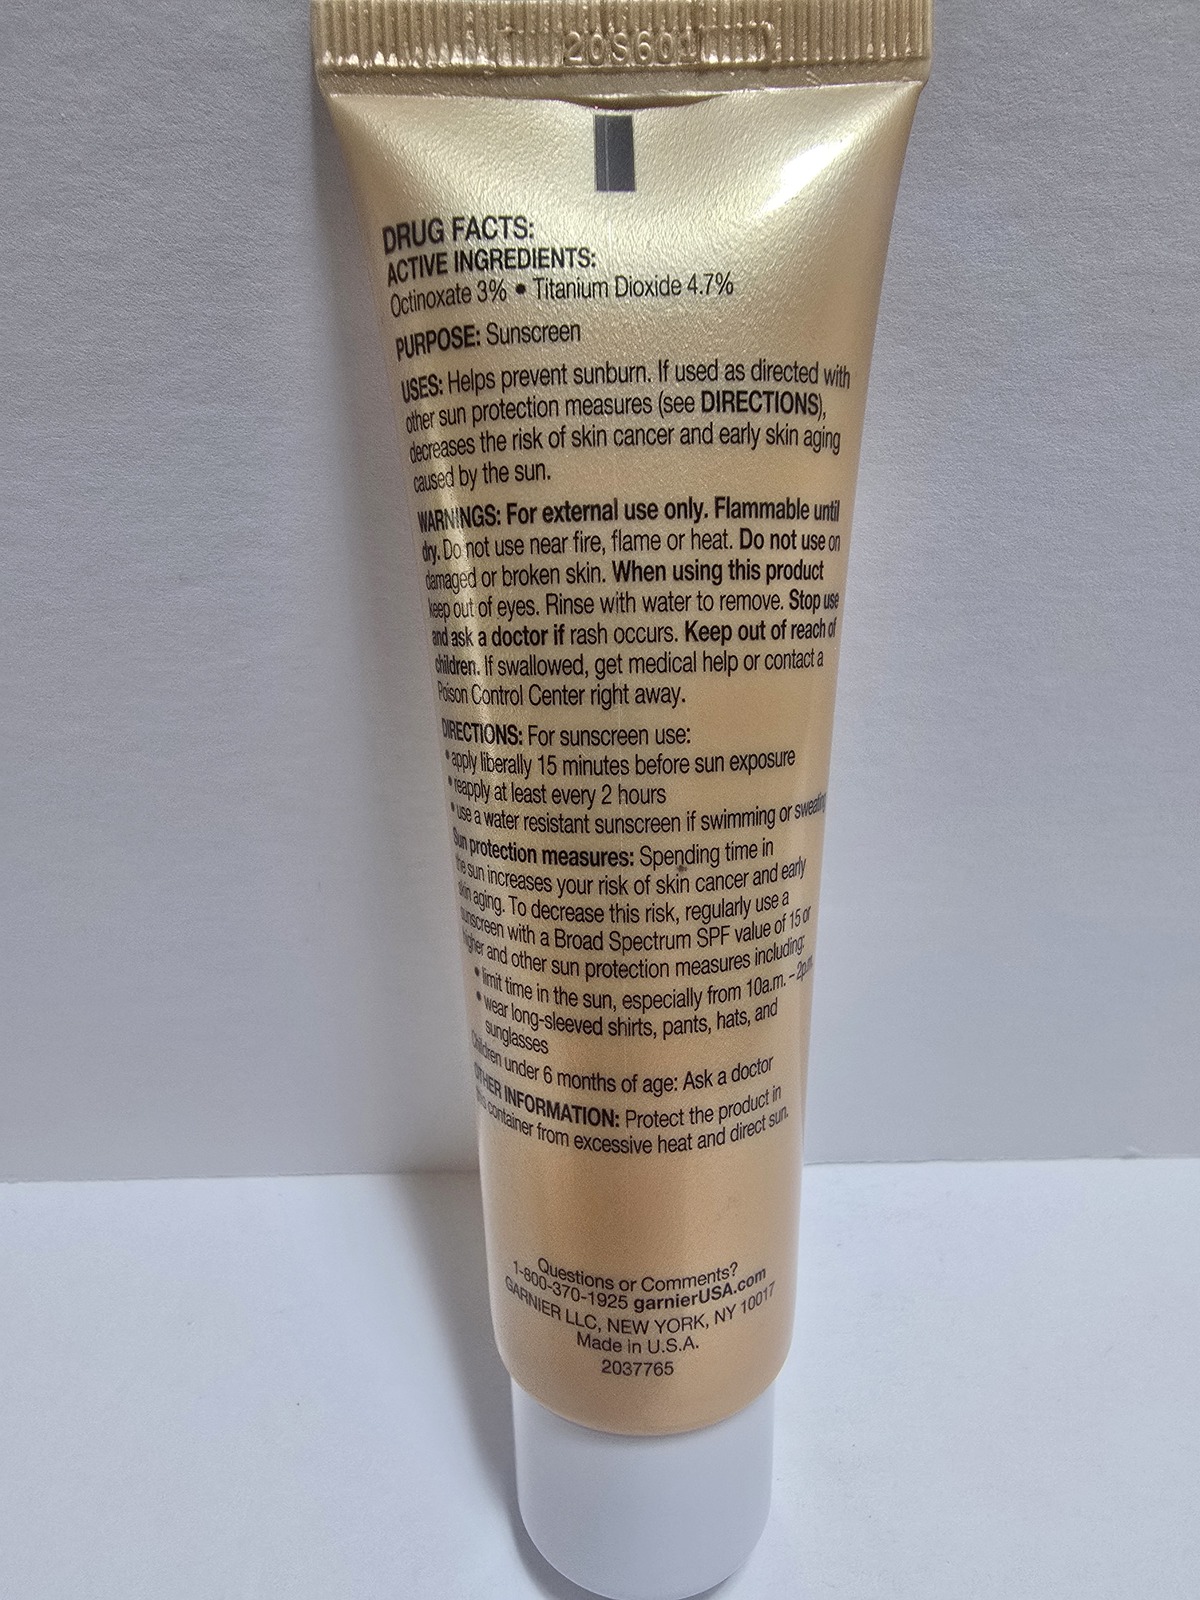 20S601
DRUG FACTS:
ACTIVE INGREDIENTS:
Octinoxate 3% • Titanium Dioxide 4.7%
PURPOSE: Sunscreen
USES: Helps prevent sunburn. If used as directed with
other sun protection measures (see DIRECTIONS),
decreases the risk of skin cancer and early skin aging
caused by the sun.
WARNINGS: For external use only. Flammable until
dry. Do not use near fire, flame or heat. Do not use on
damaged or broken skin. When using this product
keep out of eyes. Rinse with water to remove. Stop use
and ask a doctor if rash occurs. Keep out of reach of
children. If swallowed, get medical help or contact a
Poison Control Center right away.
DIRECTIONS: For sunscreen use:
• apply liberally 15 minutes before sun exposure
• reapply at least every 2 hours
• use a water resistant sunscreen if swimming or sweating
Sun protection measures: Spending time in
the sun increases your risk of skin cancer and early
skin aging. To decrease this risk, regularly use a
sunscreen with a Broad Spectrum SPF value of 15 or
higher and other sun protection measures including:
• limit time in the sun, especially from 10a.m. – 2p.m.
• wear long-sleeved shirts, pants, hats, and
sunglasses
Children under 6 months of age: Ask a doctor
OTHER INFORMATION: Protect the product in
this container from excessive heat and direct sun.
Questions or Comments?
1-800-370-1925 garnierUSA.com
GARNIER LLC, NEW YORK, NY 10017
Made in U.S.A.
2037765